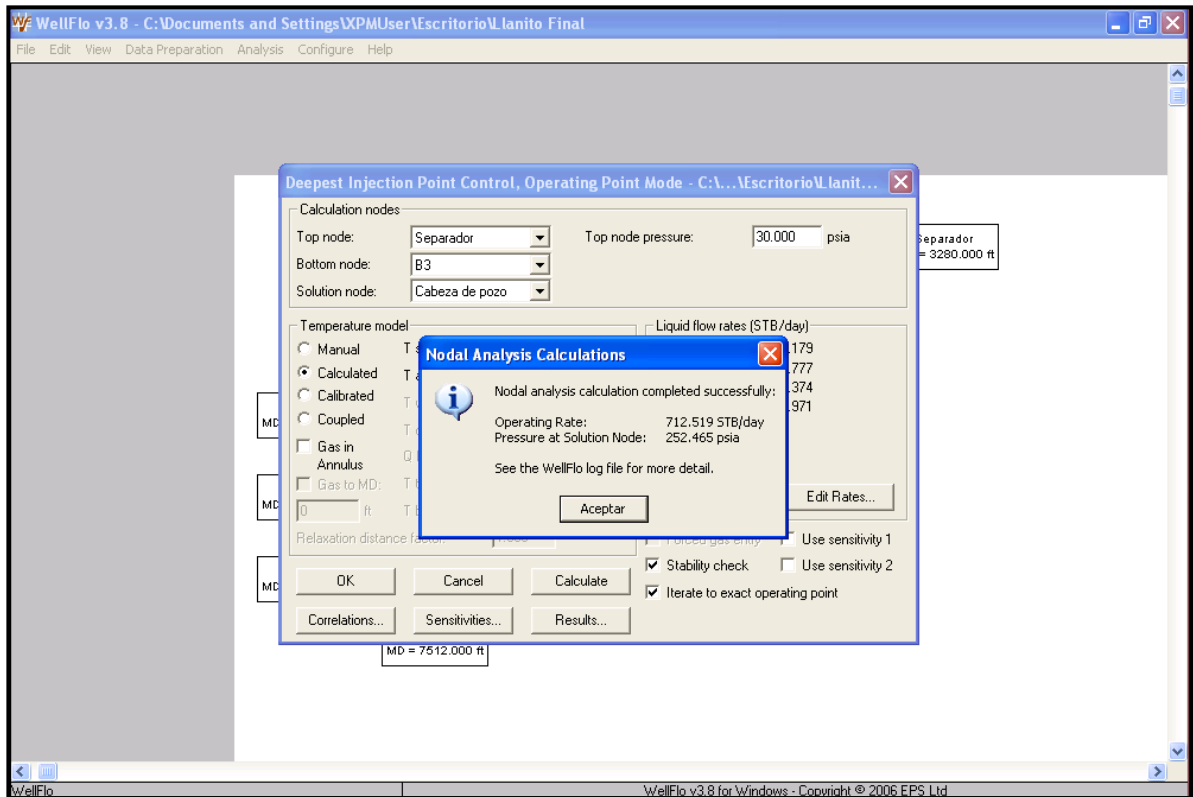 WellFlo v3.8 - C:\Documents and Settings\XPMUser\Escritorio\Llanito Final
File Edit View Data Preparation Analysis Configure Help
Deepest Injection Point Control, Operating Point Mode - C:\...\Escritorio\Llanit...
Calculation nodes
Top node: Separador Top node pressure: 30.000 psia
Bottom node: B3
Solution node: Cabeza de pozo
Separador
= 3280.000 ft
Temperature model Liquid flow rates (STB/day)
Manual T .179
Calculated T .777
Calibrated T .374
Coupled T .971
Gas in Annulus Q
Gas to MD: T
0 ft T
Edit Rates...
Relaxation distance factor:
Nodal Analysis Calculations
Nodal analysis calculation completed successfully:
Operating Rate: 712.519 STB/day
Pressure at Solution Node: 252.465 psia
See the WellFlo log file for more detail.
Aceptar
MD
MD
MD
Forced gas entry Use sensitivity 1
Stability check Use sensitivity 2
Iterate to exact operating point
OK Cancel Calculate
Correlations... Sensitivities... Results...
MD = 7512.000 ft
WellFlo WellFlo v3.8 for Windows - Copyright © 2006 EPS Ltd